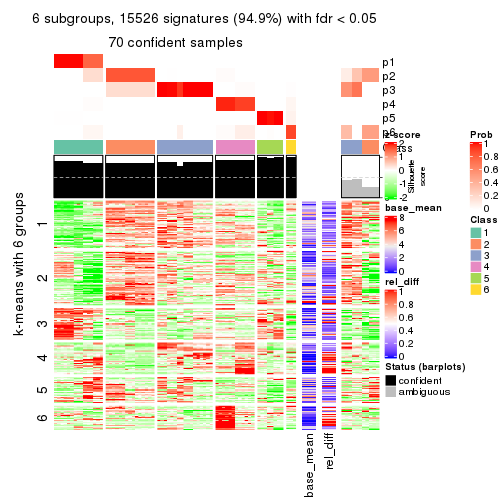 6 subgroups, 15526 signatures (94.9%) with fdr < 0.05
70 confident samples
p1
p2
p3
p4
p5
p6
Class
Silhouette
score
k-means with 6 groups
1
2
3
4
5
6
base_mean
rel_diff
z-score
2
1
0
-1
-2
base_mean
8
6
4
2
0
rel_diff
1
0.8
0.6
0.4
0.2
0
Status (barplots)
confident
ambiguous
Prob
1
0.8
0.6
0.4
0.2
0
Class
1
2
3
4
5
6